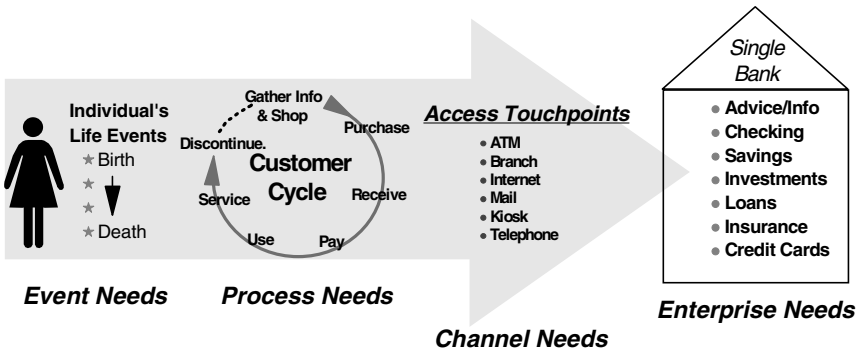 Individual's
Life Events
Birth
Death
Event Needs
Gather Info
& Shop
Purchase
Receive
Pay
Use
Service
Discontinue.
Customer
Cycle
Process Needs
Access Touchpoints
ATM
Branch
Internet
Mail
Kiosk
Telephone
Channel Needs
Single
Bank
Advice/Info
Checking
Savings
Investments
Loans
Insurance
Credit Cards
Enterprise Needs